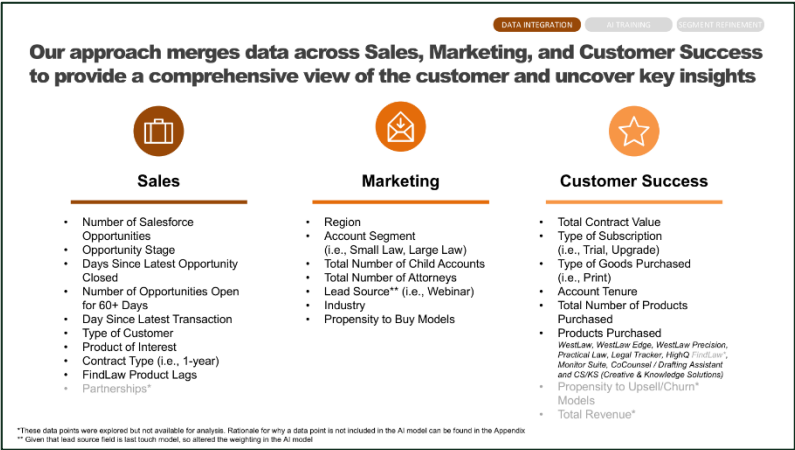 DATA INTEGRATION
AI TRAINING
SEGMENT REFINEMENT
Our approach merges data across Sales, Marketing, and Customer Success
to provide a comprehensive view of the customer and uncover key insights
Sales
• Number of Salesforce
Opportunities
• Opportunity Stage
• Days Since Latest Opportunity
Closed
• Number of Opportunities Open
for 60+ Days
• Day Since Latest Transaction
• Type of Customer
• Product of Interest
• Contract Type (i.e., 1-year)
• FindLaw Product Lags
• Partnerships*
Marketing
• Region
• Account Segment
(i.e., Small Law, Large Law)
• Total Number of Child Accounts
• Total Number of Attorneys
• Lead Source** (i.e., Webinar)
• Industry
• Propensity to Buy Models
Customer Success
• Total Contract Value
• Type of Subscription
(i.e., Trial, Upgrade)
• Type of Goods Purchased
(i.e., Print)
• Account Tenure
• Total Number of Products
Purchased
• Products Purchased
WestLaw, WestLaw Edge, WestLaw Precision,
Practical Law, Legal Tracker, HighQ FindLaw*,
Monitor Suite, CoCounsel / Drafting Assistant
and CS/KS (Creative & Knowledge Solutions)
• Propensity to Upsell/Churn*
Models
• Total Revenue*
*These data points were explored but not available for analysis. Rationale for why a data point is not included in the AI model can be found in the Appendix
** Given that lead source field is last touch model, so altered the weighting in the AI model